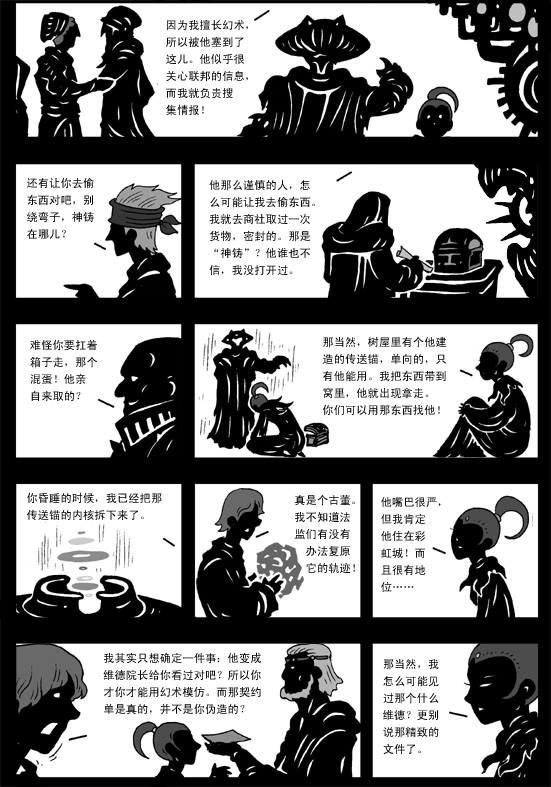 因为我擅长幻术，
所以被他塞到了
这儿。他似乎很
关心联邦的信息，
而我就负责搜
集情报！
还有让你去偷
东西对吧，别
绕弯子，神铸
在哪儿？
他那么谨慎的人，怎
么可能让我去偷东西。
我就去商社取过一次
货物，密封的。那是
“神铸”？他谁也不
信，我没打开过。
难怪你要扛着
箱子走，那个
混蛋！他亲
自来取的？
那当然，树屋里有个他建
造的传送锚，单向的，只
有他能用。我把东西带到
窝里，他就出现拿走。
你们可以用那东西找他！
你昏睡的时候，我已经把那
传送锚的内核拆下来了。
真是个古董。
我不知道法
监们有没有
办法复原
它的轨迹！
他嘴巴很严，
但我肯定
他住在彩
虹城！而
且很有地
位……
我其实只想确定一件事：他变成
维德院长给你看过对吧？所以你
才你才能用幻术模仿。而那契约
单是真的，并不是你伪造的？
那当然，我
怎么可能见
过那个什么
维德？更别
说那精致的
文件了。